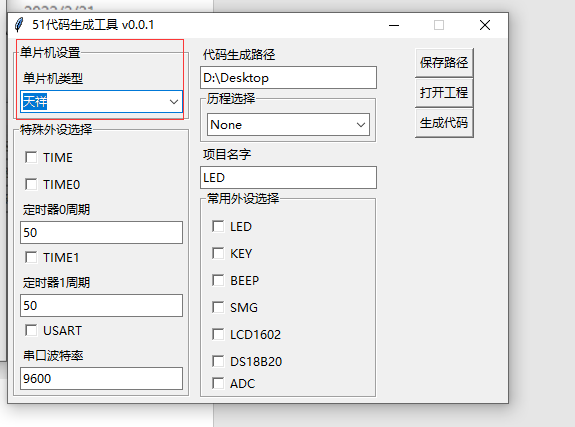 51代码生成工具 v0.0.1
单片机设置
单片机类型
天祥
特殊外设选择
TIME
TIME0
定时器0周期
50
TIME1
定时器1周期
50
USART
串口波特率
9600
代码生成路径
D:\Desktop
历程选择
None
项目名字
LED
常用外设选择
LED
KEY
BEEP
SMG
LCD1602
DS18B20
ADC
保存路径
打开工程
生成代码